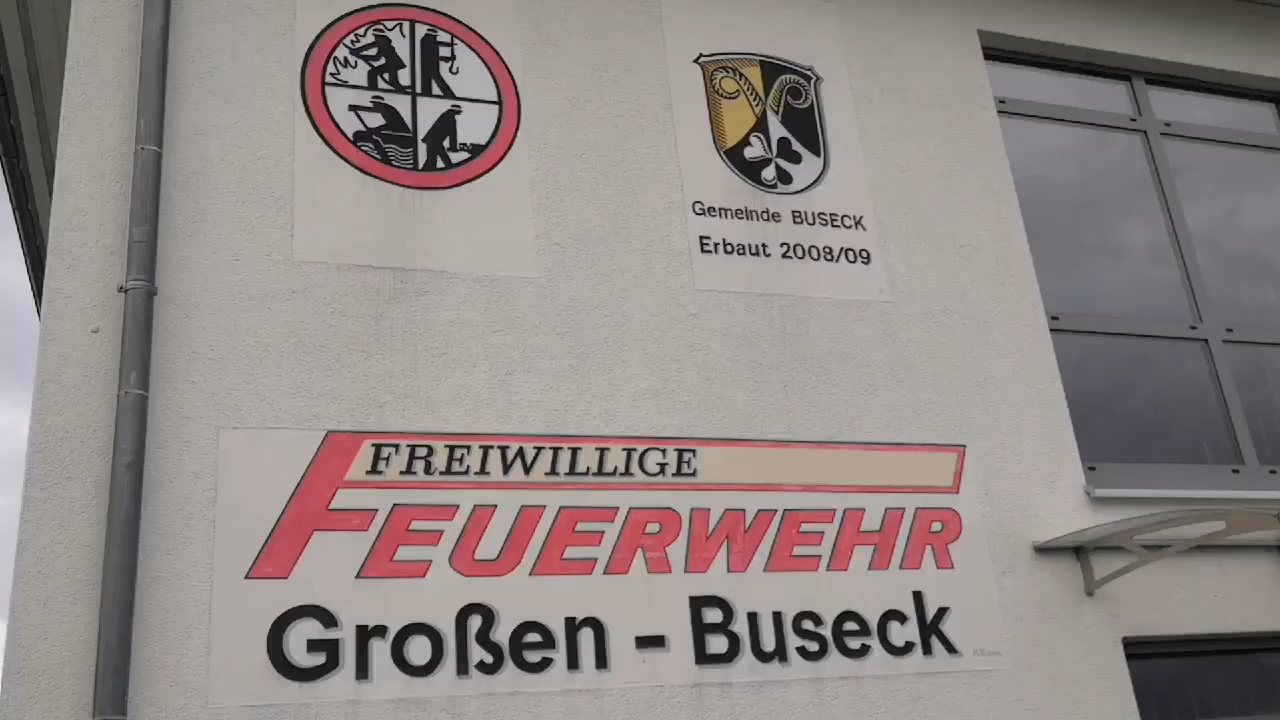 Gemeinde BUSECK
Erbaut 2008/09
FREIWILLIGE
FEUERWEHR
Großen - Buseck